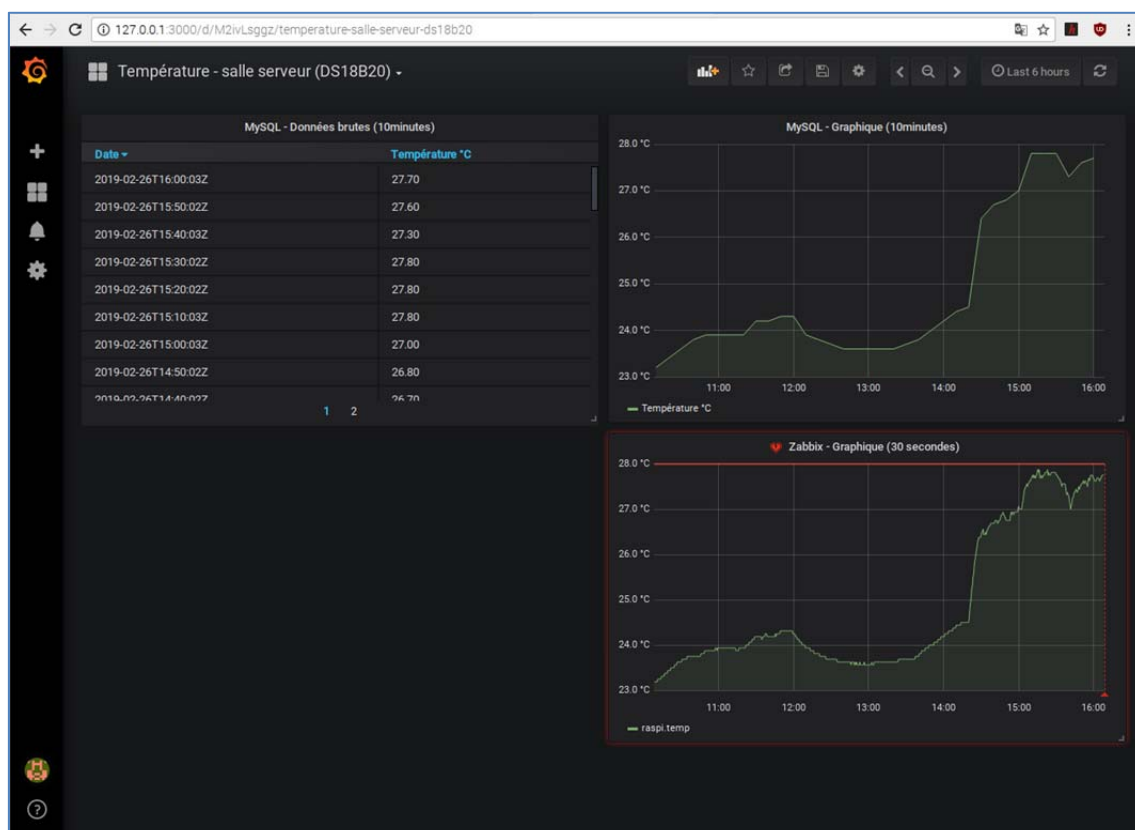 127.0.0.1:3000/d/M2ivLsggz/temperature-salle-serveur-ds18b20
Température - salle serveur (DS18B20)
Last 6 hours
MySQL - Données brutes (10minutes)
Date Température °C
2019-02-26T16:00:03Z 27.70
2019-02-26T15:50:02Z 27.60
2019-02-26T15:40:03Z 27.30
2019-02-26T15:30:02Z 27.80
2019-02-26T15:20:02Z 27.80
2019-02-26T15:10:03Z 27.80
2019-02-26T15:00:03Z 27.00
2019-02-26T14:50:02Z 26.80
2019-02-26T14:40:02Z 26.70
1 2
MySQL - Graphique (10minutes)
28.0 °C
27.0 °C
26.0 °C
25.0 °C
24.0 °C
23.0 °C
11:00 12:00 13:00 14:00 15:00 16:00
Température °C
Zabbix - Graphique (30 secondes)
28.0 °C
27.0 °C
26.0 °C
25.0 °C
24.0 °C
23.0 °C
11:00 12:00 13:00 14:00 15:00 16:00
raspi.temp